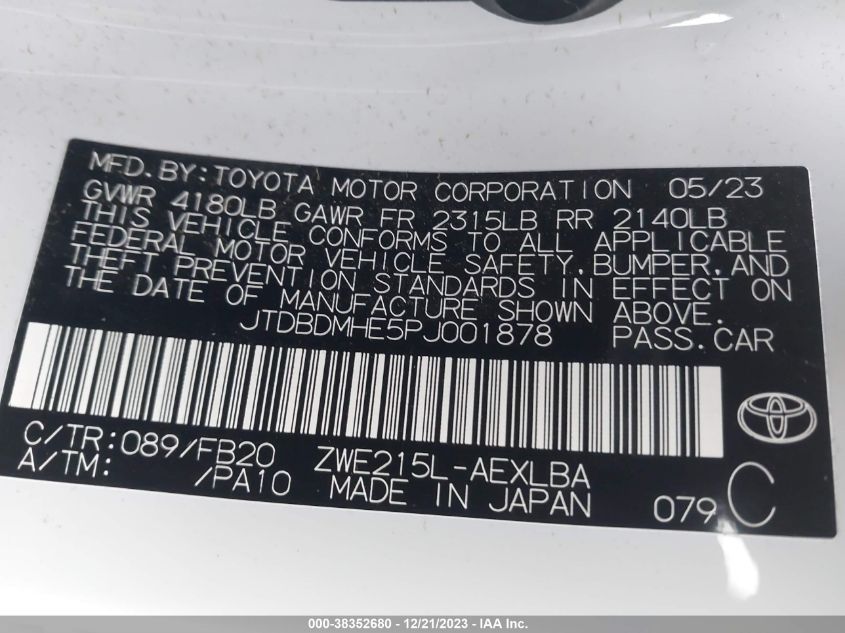 MFD.BY:TOYOTA MOTOR CORPORATION 05/23
GVWR 4180LB GAWR FR 2315LB RR 2140LB
THIS VEHICLE CONFORMS TO ALL APPLICABLE
FEDERAL MOTOR VEHICLE SAFETY,BUMPER,AND
THEFT PREVENTION STANDARDS IN EFFECT ON
THE DATE OF MANUFACTURE SHOWN ABOVE.
JTDBDMHE5PJ001878 PASS.CAR
C/TR:089/FB20 ZWE215L-AEXLBA
A/TM: /PA10 MADE IN JAPAN 079 C
000-38352680 - 12/21/2023 - IAA Inc.